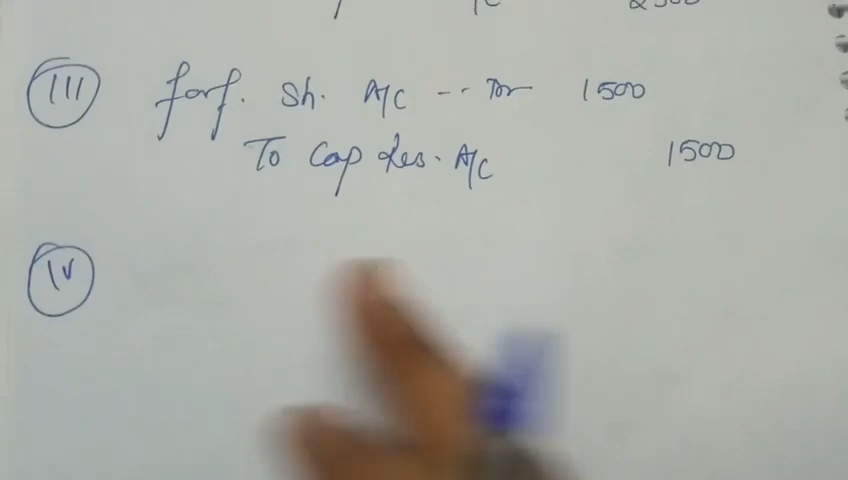 III forf. Sh. A/C -- Dr 1500
To Cap Res. A/C 1500
IV